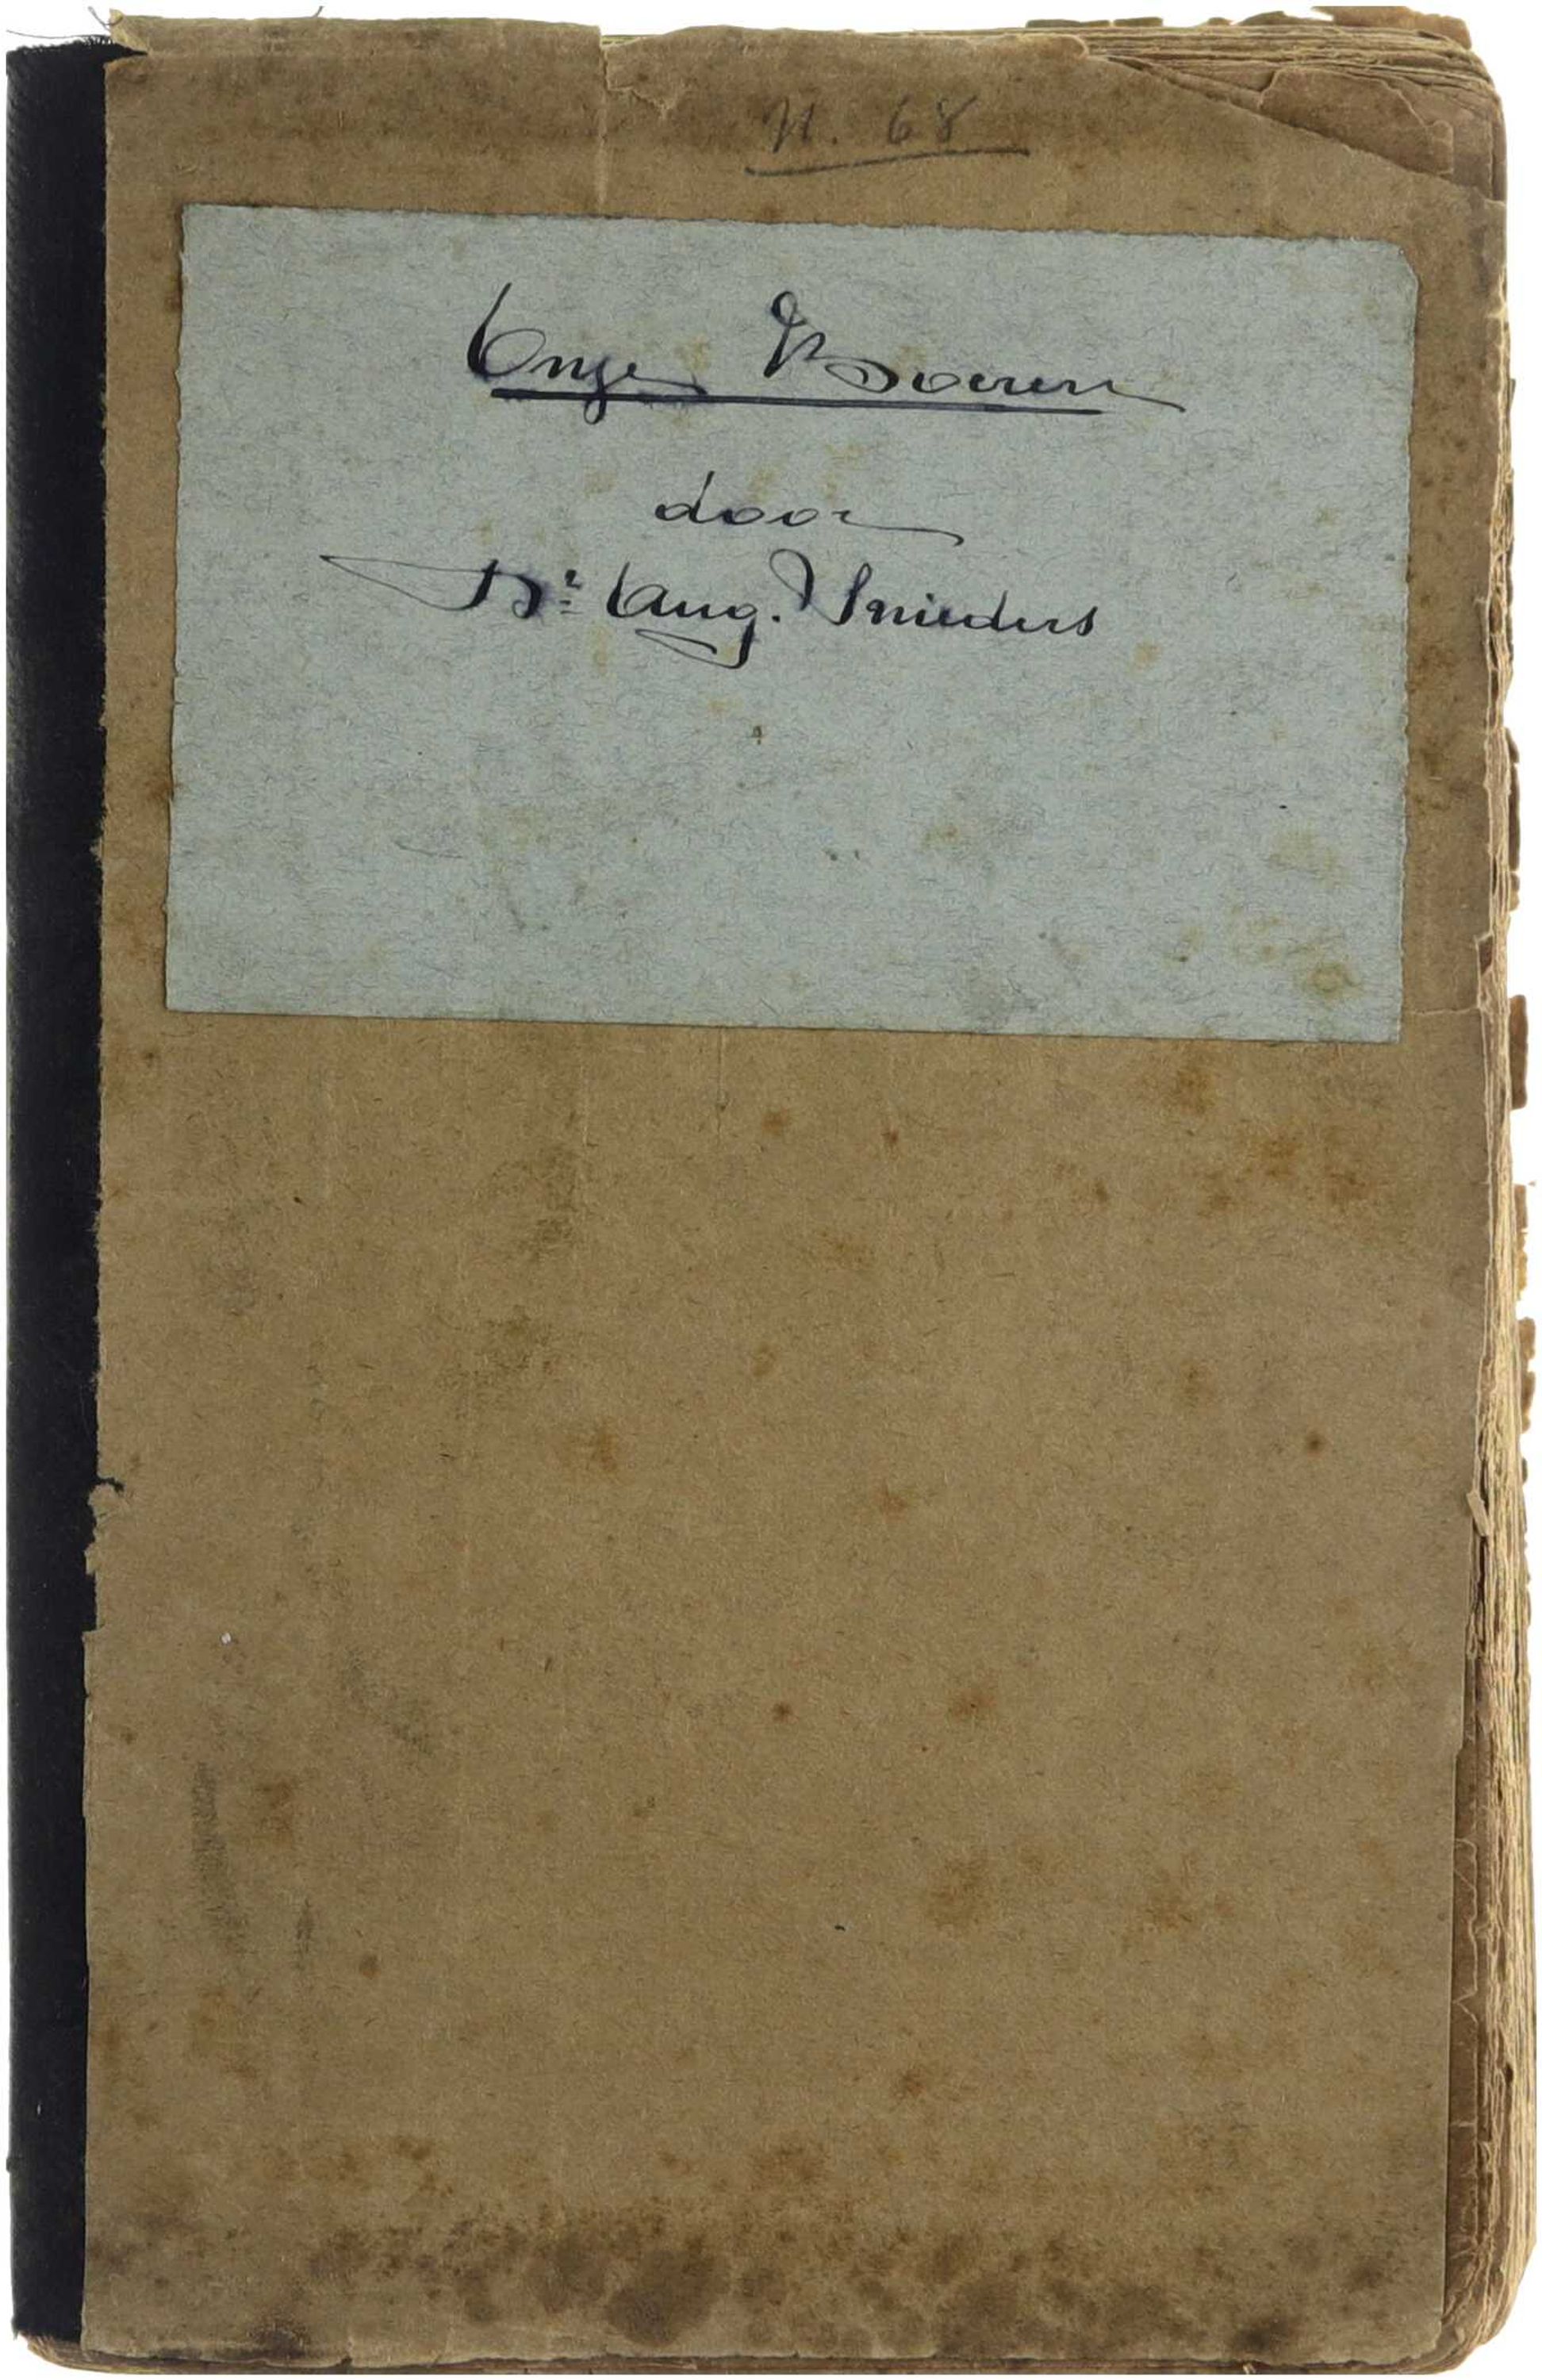 N. 68
Onze Boeren
door
Dr Aug. Snieders